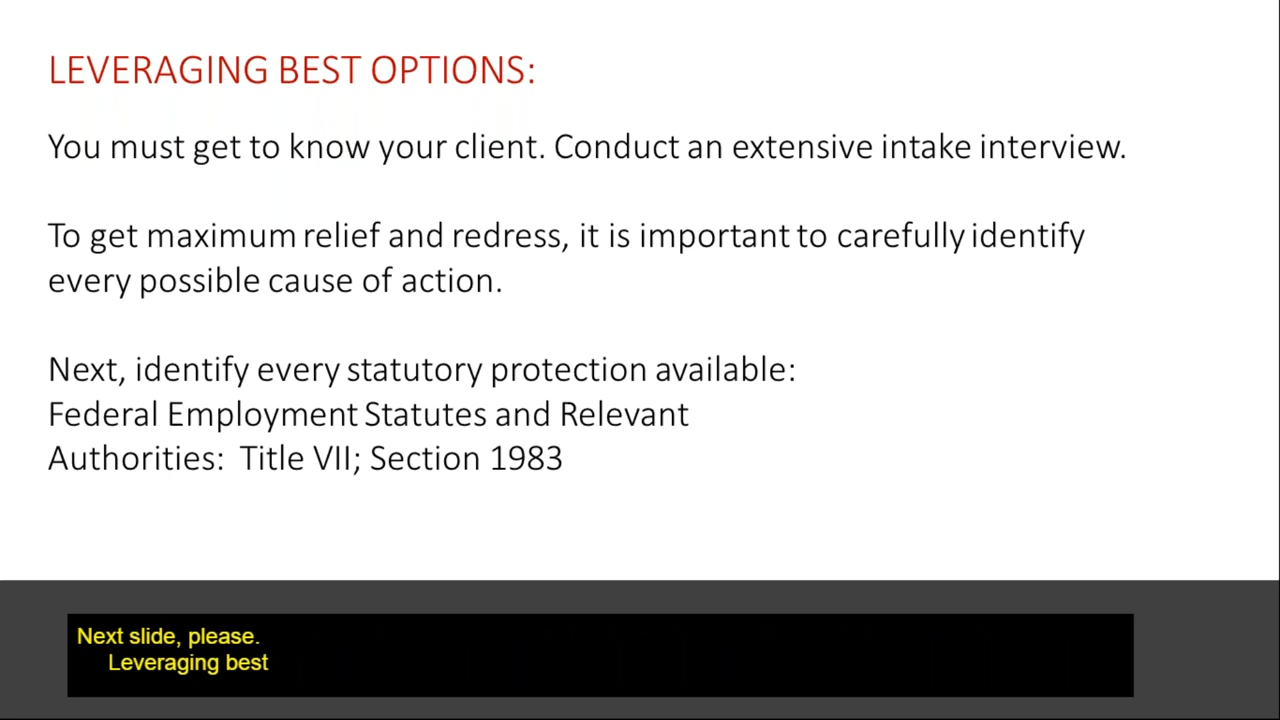 LEVERAGING BEST OPTIONS:
You must get to know your client. Conduct an extensive intake interview.
To get maximum relief and redress, it is important to carefully identify
every possible cause of action.
Next, identify every statutory protection available:
Federal Employment Statutes and Relevant
Authorities: Title VII; Section 1983
Next slide, please.
Leveraging best